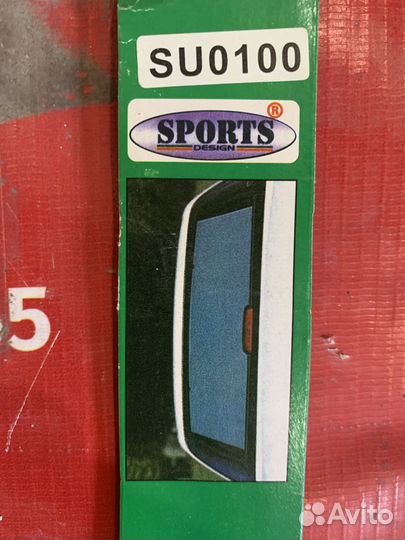 SU0100
®
SPORTS
DESIGN
5
Avito